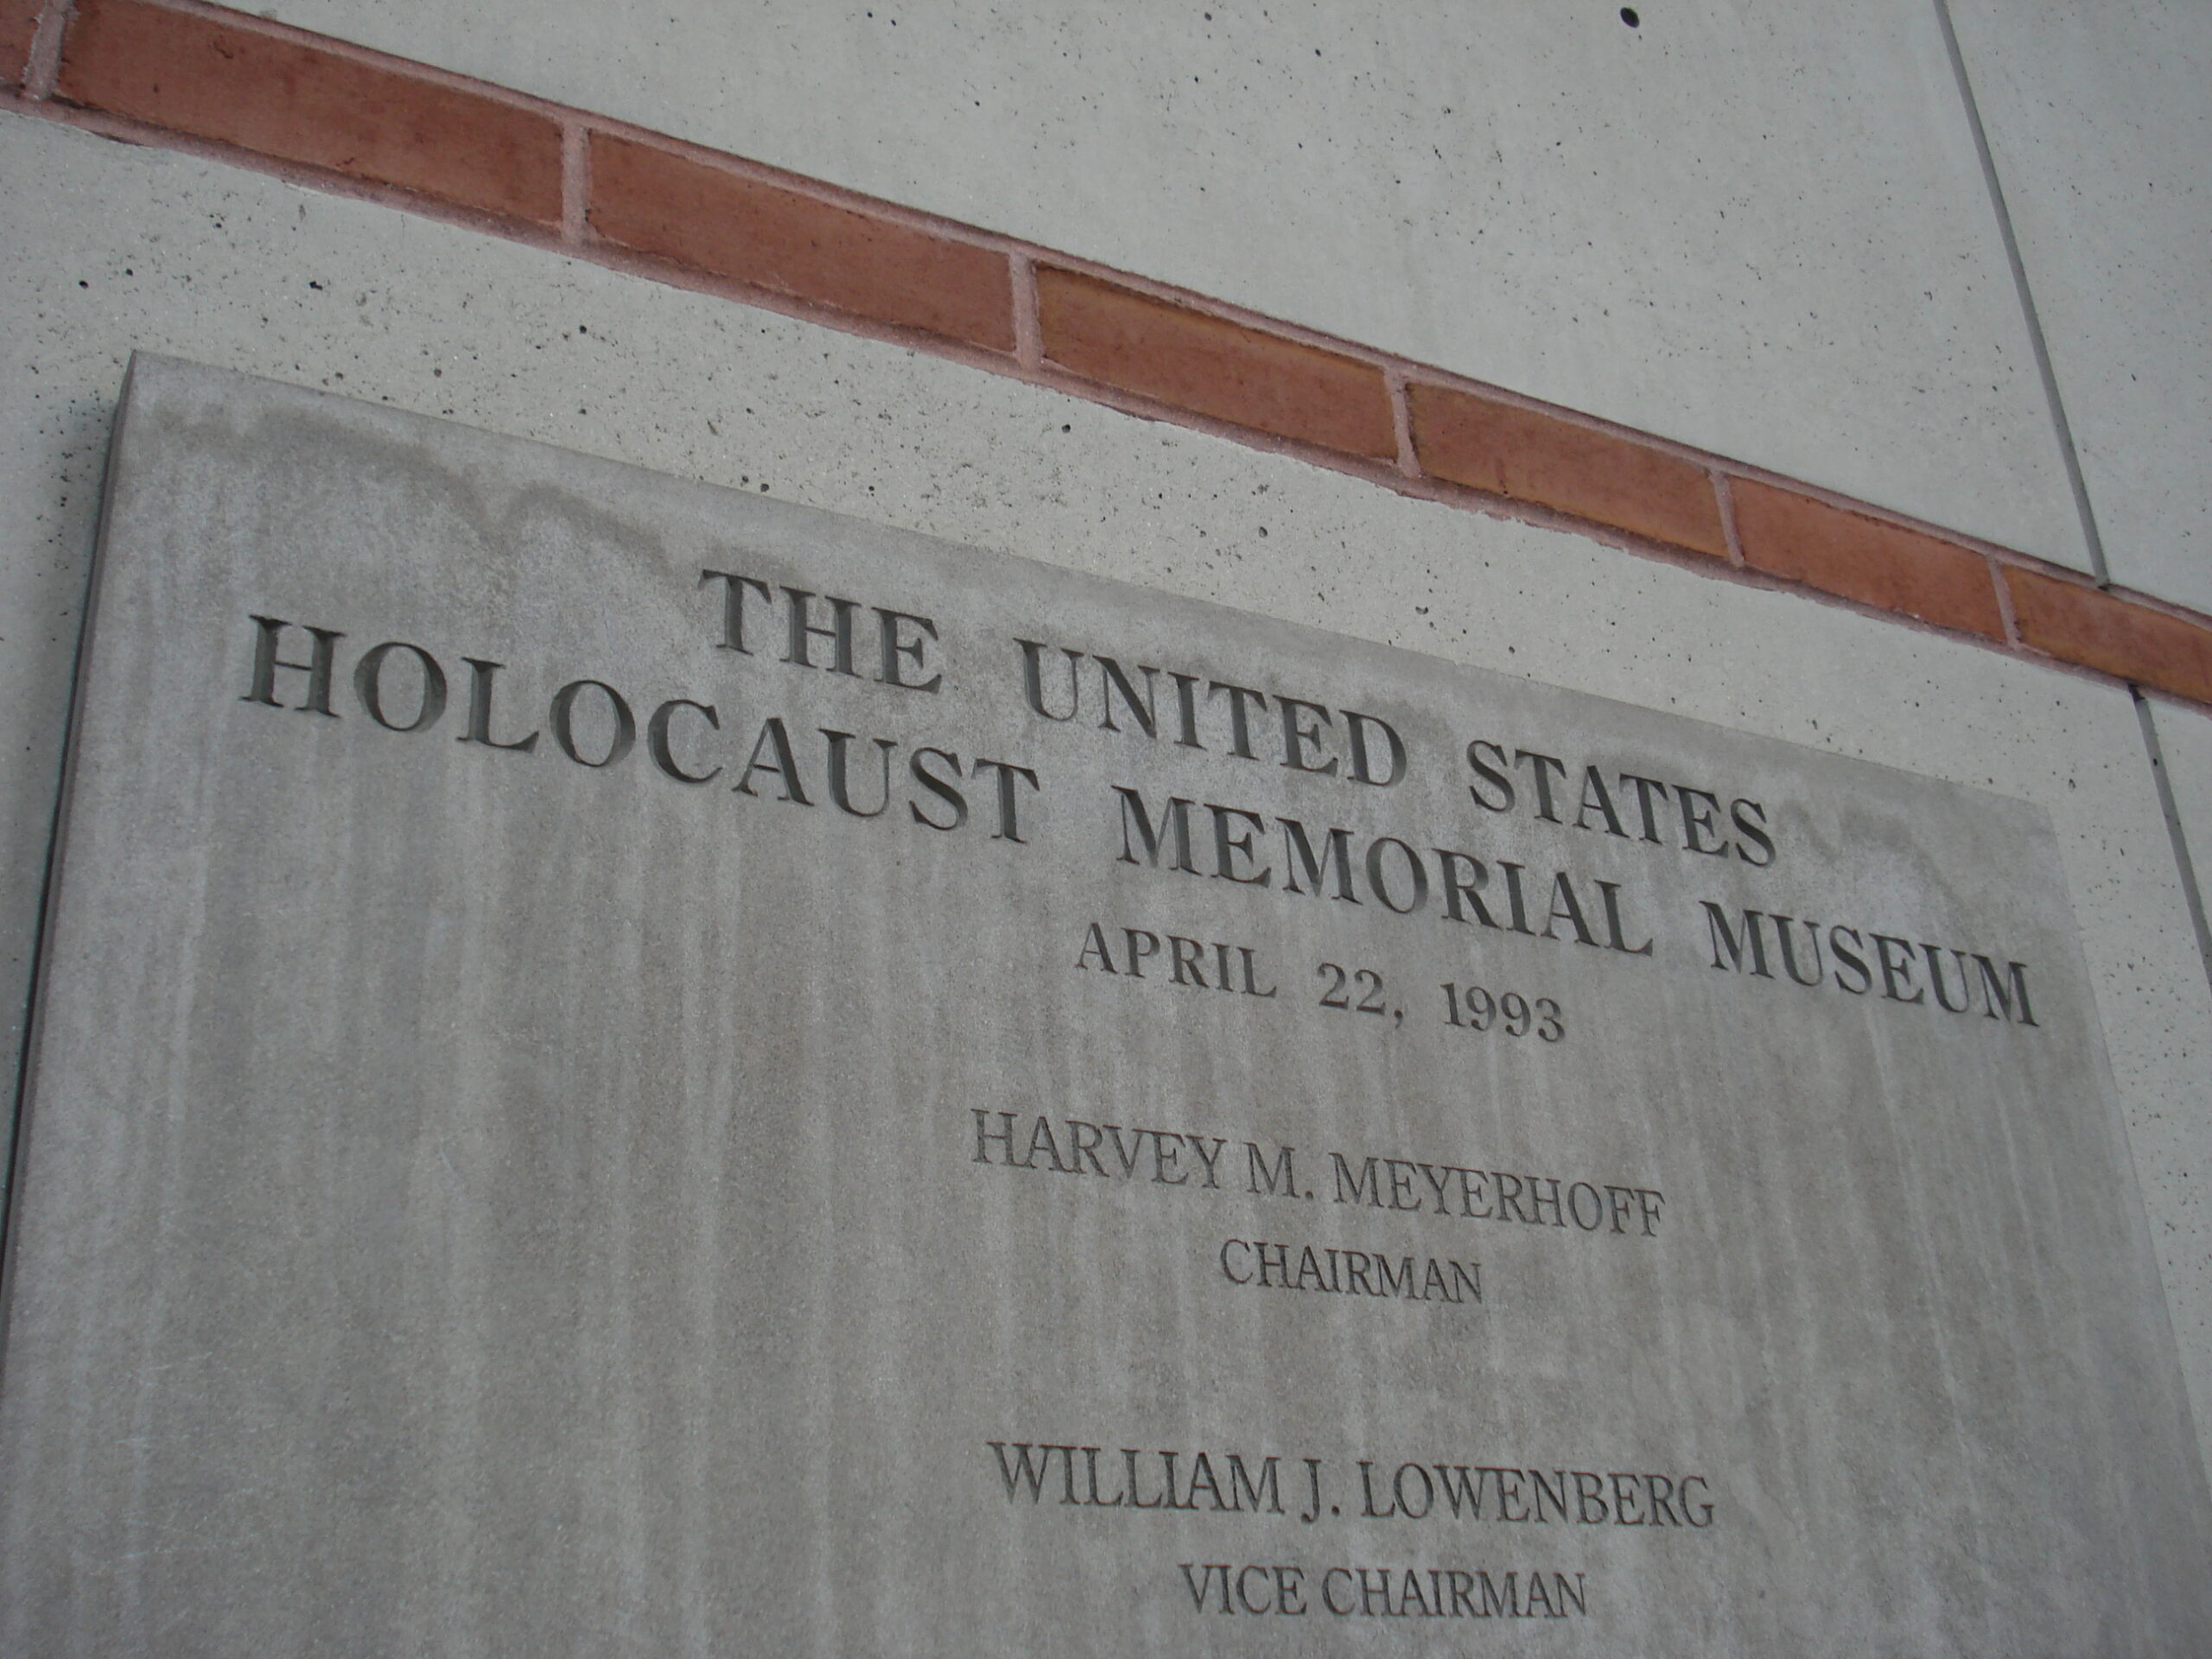 THE UNITED STATES
HOLOCAUST MEMORIAL MUSEUM
APRIL 22, 1993
HARVEY M. MEYERHOFF
CHAIRMAN
WILLIAM J. LOWENBERG
VICE CHAIRMAN